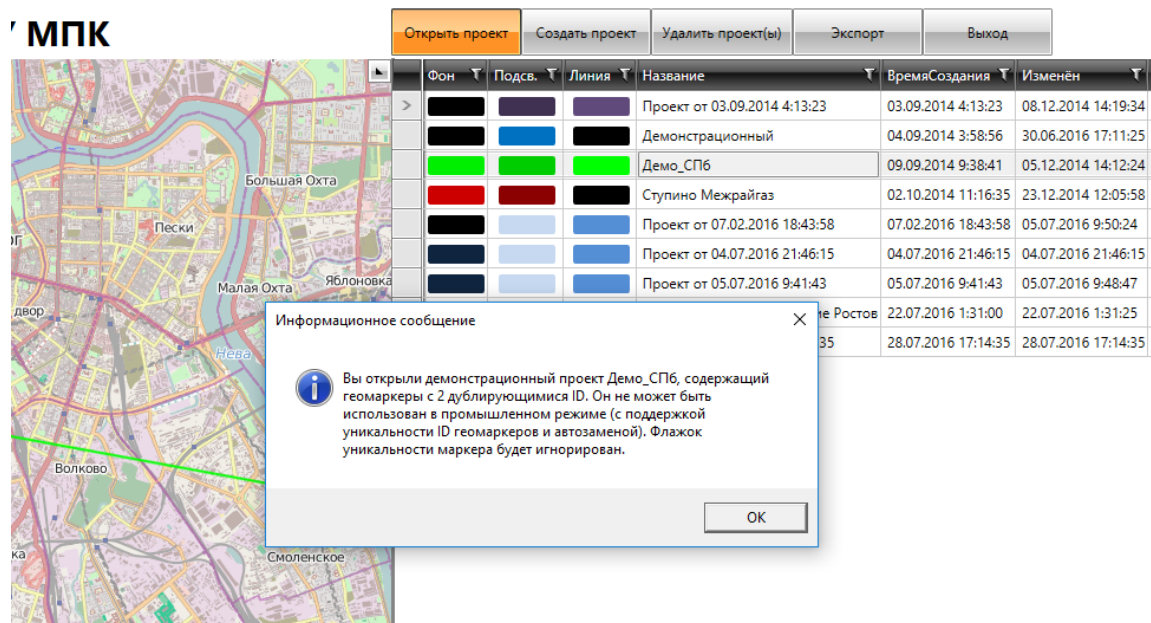 МПК
Открыть проект Создать проект Удалить проект(ы) Экспорт Выход
Фон Подсв. Линия Название ВремяСоздания Изменён
Проект от 03.09.2014 4:13:23 03.09.2014 4:13:23 08.12.2014 14:19:34
Демонстрационный 04.09.2014 3:58:56 30.06.2016 17:11:25
Демо_СПб 09.09.2014 9:38:41 05.12.2014 14:12:24
Ступино Межрайгаз 02.10.2014 11:16:35 23.12.2014 12:05:58
Проект от 07.02.2016 18:43:58 07.02.2016 18:43:58 05.07.2016 9:50:24
Проект от 04.07.2016 21:46:15 04.07.2016 21:46:15 04.07.2016 21:46:15
Проект от 05.07.2016 9:41:43 05.07.2016 9:41:43 05.07.2016 9:48:47
ие Ростов 22.07.2016 1:31:00 22.07.2016 1:31:25
35 28.07.2016 17:14:35 28.07.2016 17:14:35
Большая Охта
Пески
ог
Малая Охта
Яблоновка
двор
Нева
Волково
ка
Смоленское
Информационное сообщение
Вы открыли демонстрационный проект Демо_СПб, содержащий
геомаркеры с 2 дублирующимися ID. Он не может быть
использован в промышленном режиме (с поддержкой
уникальности ID геомаркеров и автозаменой). Флажок
уникальности маркера будет игнорирован.
OK